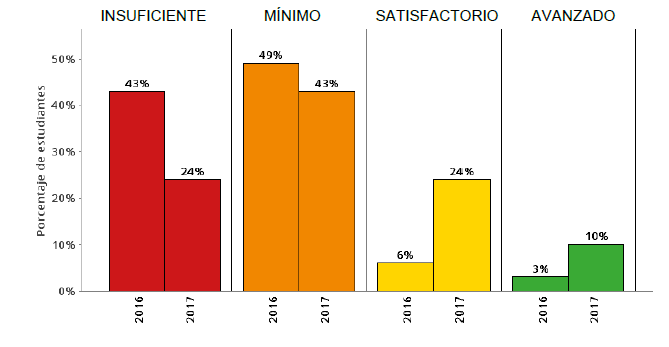 INSUFICIENTE MÍNIMO SATISFACTORIO AVANZADO
Porcentaje de estudiantes
50%
40%
30%
20%
10%
0%
43% 24% 49% 43% 6% 24% 3% 10%
2016 2017 2016 2017 2016 2017 2016 2017